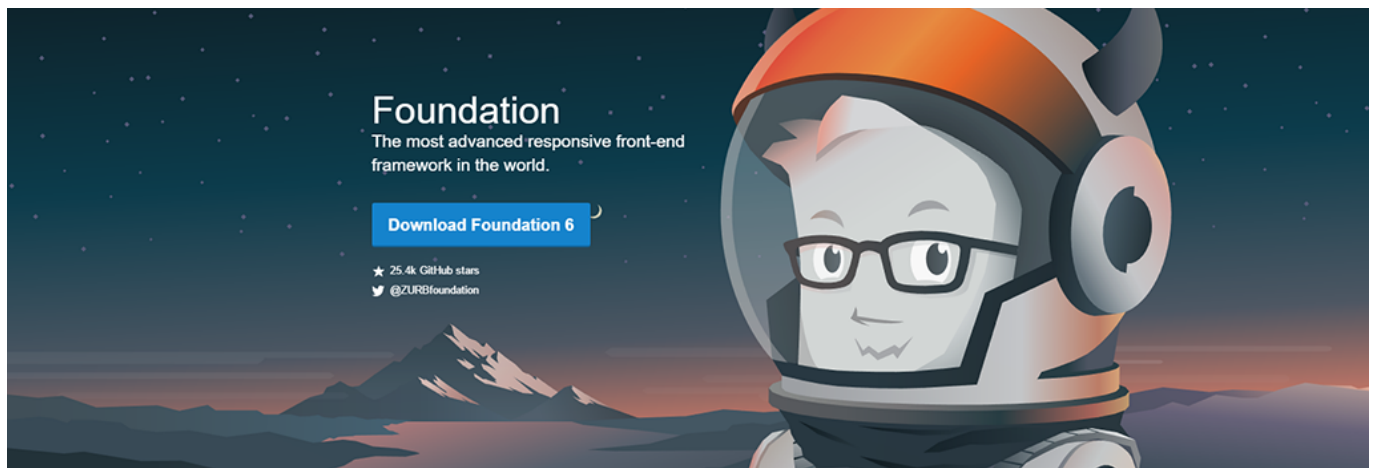 Foundation
The most advanced responsive front-end
framework in the world.
Download Foundation 6
25.4k GitHub stars
@ZURBfoundation